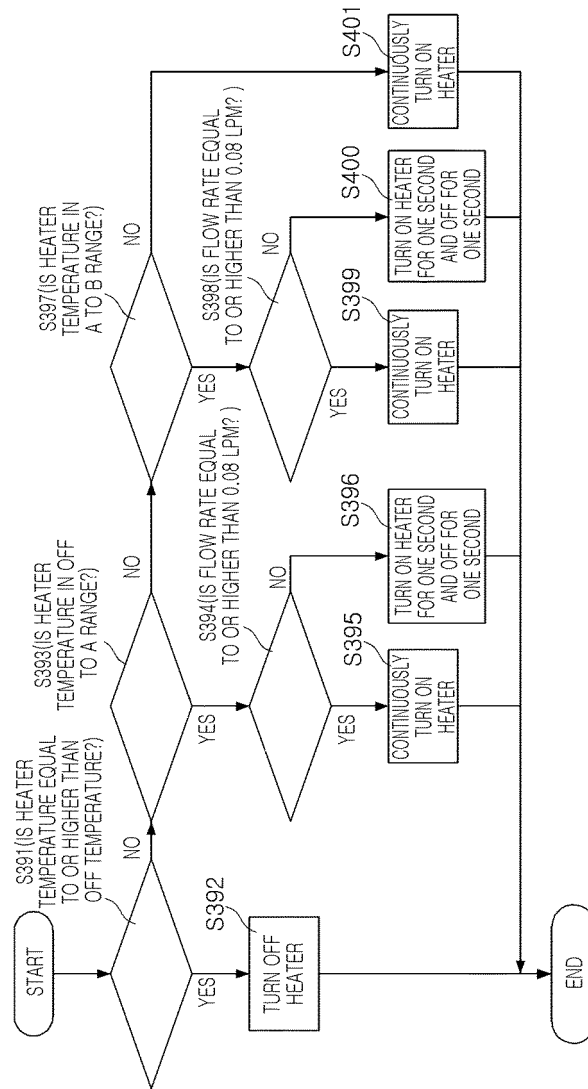 START
S391(IS HEATER
TEMPERATURE EQUAL
TO OR HIGHER THAN
OFF TEMPERATURE?)
NO
YES
S392
TURN OFF
HEATER
S393(IS HEATER
TEMPERATURE IN OFF
TO A RANGE?)
NO
YES
S394(IS FLOW RATE EQUAL
TO OR HIGHER THAN 0.08 LPM?)
NO
YES
S395
CONTINUOUSLY
TURN ON
HEATER
S396
TURN ON HEATER
FOR ONE SECOND
AND OFF FOR
ONE SECOND
S397(IS HEATER
TEMPERATURE IN
A TO B RANGE?)
NO
YES
S398(IS FLOW RATE EQUAL
TO OR HIGHER THAN 0.08 LPM?)
NO
YES
S399
CONTINUOUSLY
TURN ON
HEATER
S400
TURN ON HEATER
FOR ONE SECOND
AND OFF FOR
ONE SECOND
S401
CONTINUOUSLY
TURN ON
HEATER
END